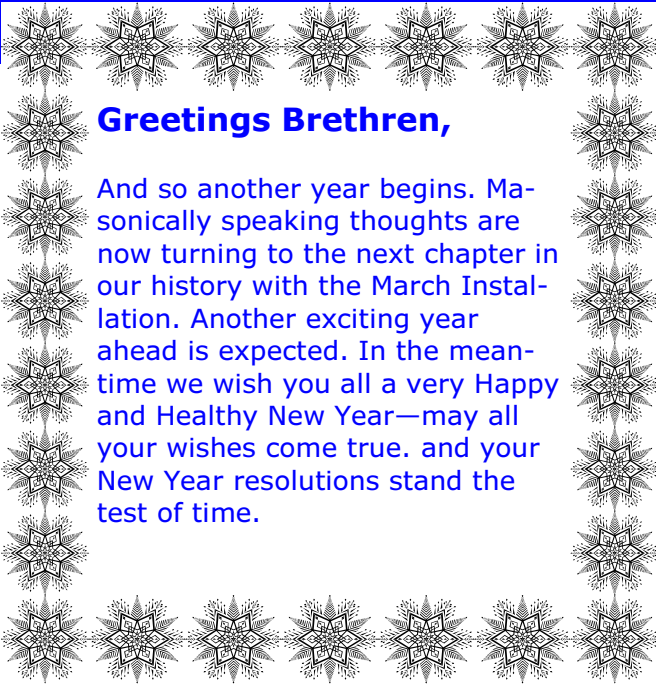 Greetings Brethren,
And so another year begins. Ma-
sonically speaking thoughts are
now turning to the next chapter in
our history with the March Instal-
lation. Another exciting year
ahead is expected. In the mean-
time we wish you all a very Happy
and Healthy New Year—may all
your wishes come true. and your
New Year resolutions stand the
test of time.